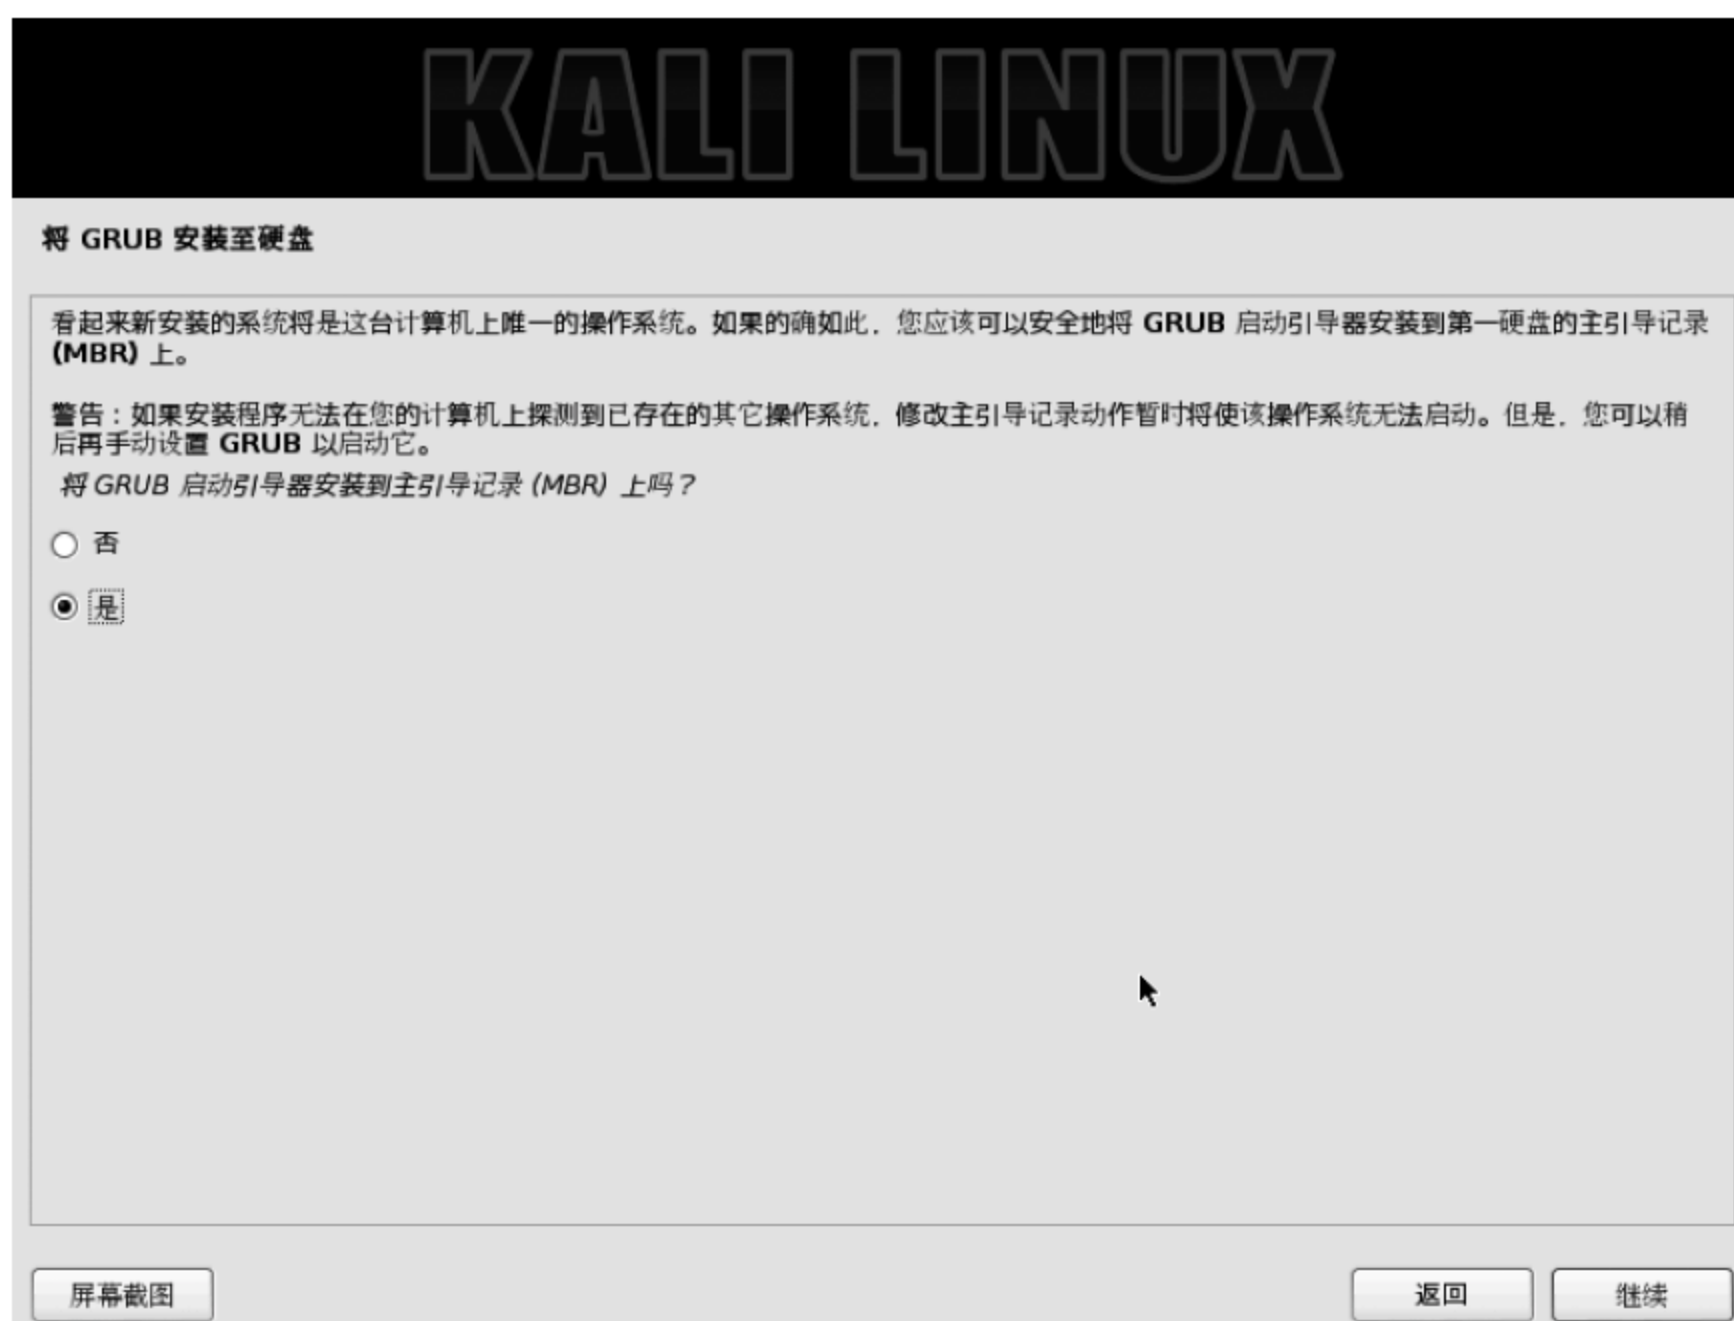 KALI LINUX
将 GRUB 安装至硬盘
看起来新安装的系统将是这台计算机上唯一的操作系统。如果的确如此，您应该可以安全地将 GRUB 启动引导器安装到第一硬盘的主引导记录
(MBR) 上。
警告：如果安装程序无法在您的计算机上探测到已存在的其它操作系统，修改主引导记录动作暂时将使该操作系统无法启动。但是，您可以稍
后再手动设置 GRUB 以启动它。
将 GRUB 启动引导器安装到主引导记录 (MBR) 上吗？
否
是
屏幕截图
返回
继续